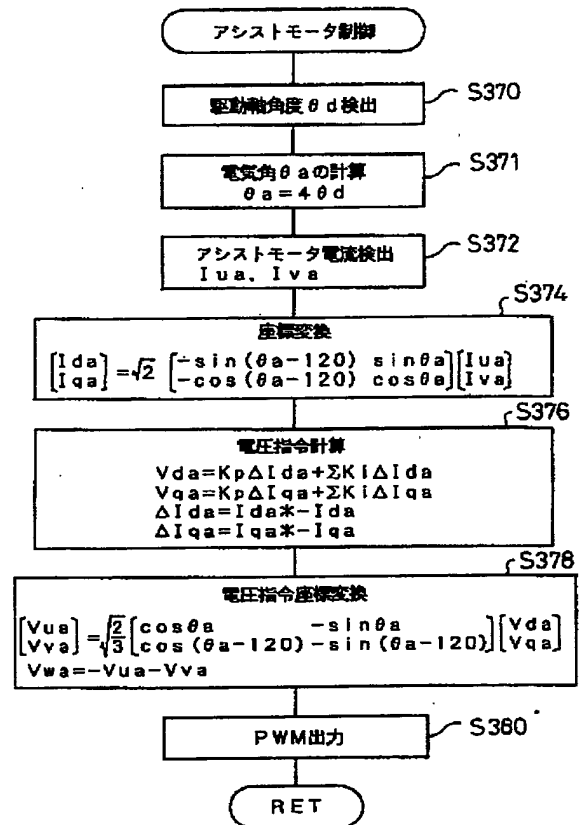 アシストモータ制御
駆動軸角度θd検出
S370
電気角θaの計算
θa=4θd
S371
アシストモータ電流検出
Iua, Iva
S372
S374
座標変換
[Ida] =√2 [-sin(θa-120) sinθa][Iua]
[Iqa] [-cos(θa-120) cosθa][Iva]
S376
電圧指令計算
Vda=KpΔIda+ΣKiΔIda
Vqa=KpΔIqa+ΣKiΔIqa
ΔIda=Ida*-Ida
ΔIqa=Iqa*-Iqa
S378
電圧指令座標変換
[Vua] =√2/3 [cosθa -sinθa][Vda]
[Vva] [cos(θa-120) -sin(θa-120)][Vqa]
Vwa=-Vua-Vva
PWM出力
S380
RET